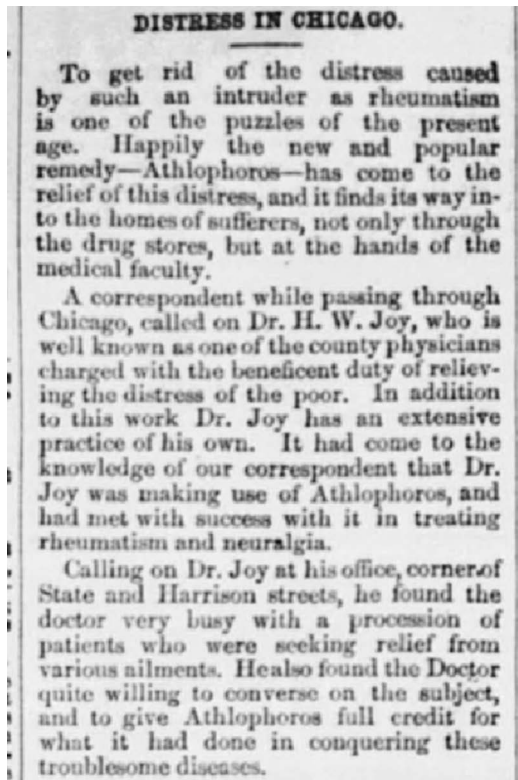 DISTRESS IN CHICAGO.
To get rid of the distress caused
by such an intruder as rheumatism
is one of the puzzles of the present
age. Happily the new and popular
remedy—Athlophoros—has come to the
relief of this distress, and it finds its way in-
to the homes of sufferers, not only through
the drug stores, but at the hands of the
medical faculty.
A correspondent while passing through
Chicago, called on Dr. H. W. Joy, who is
well known as one of the county physicians
charged with the beneficent duty of reliev-
ing the distress of the poor. In addition
to this work Dr. Joy has an extensive
practice of his own. It had come to the
knowledge of our correspondent that Dr.
Joy was making use of Athlophoros, and
had met with success with it in treating
rheumatism and neuralgia.
Calling on Dr. Joy at his office, corner of
State and Harrison streets, he found the
doctor very busy with a procession of
patients who were seeking relief from
various ailments. He also found the Doctor
quite willing to converse on the subject,
and to give Athlophoros full credit for
what it had done in conquering these
troublesome diseases.